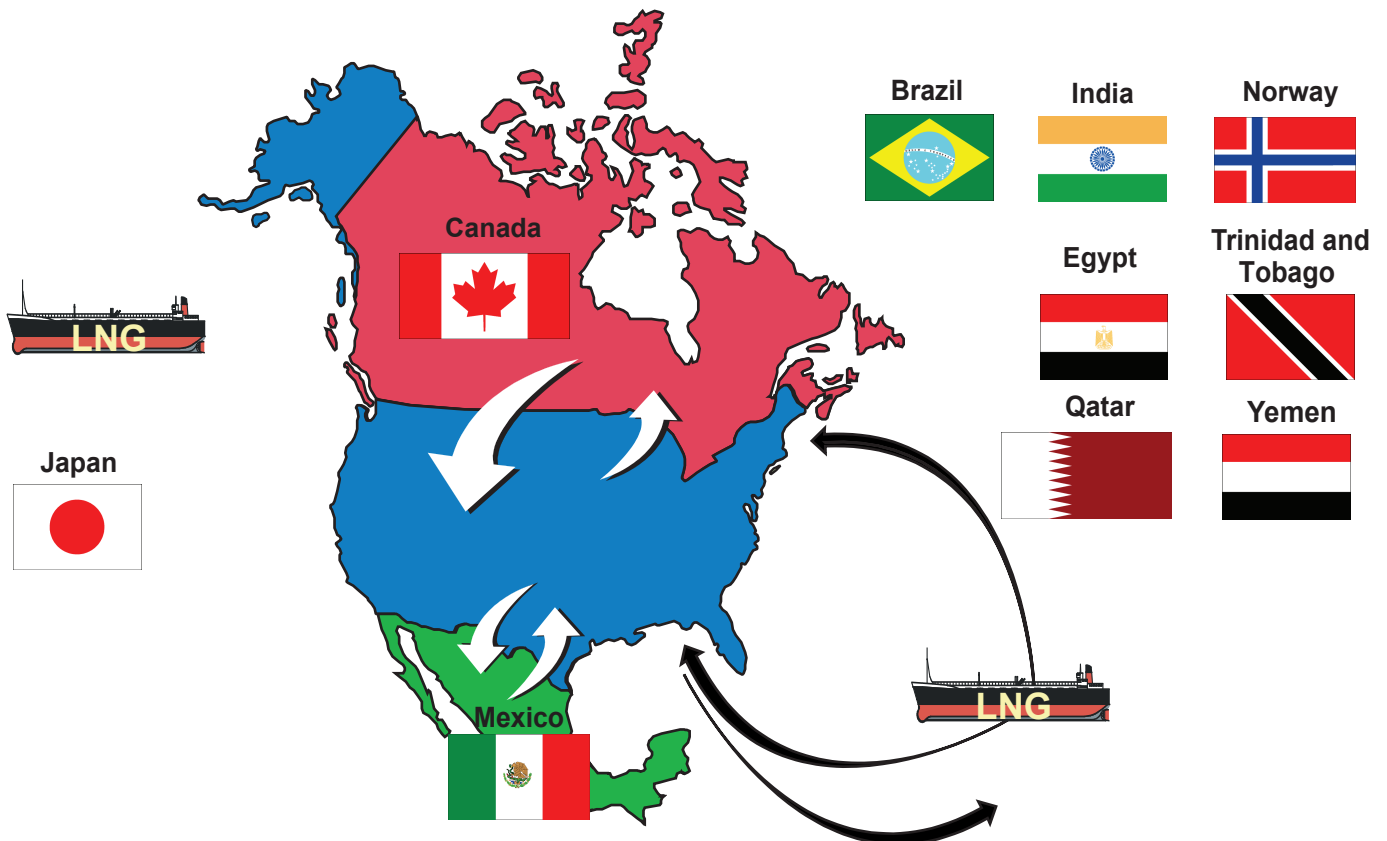 Brazil
India
Norway
Canada
Egypt
Trinidad and
Tobago
LNG
Qatar
Yemen
Japan
LNG
Mexico